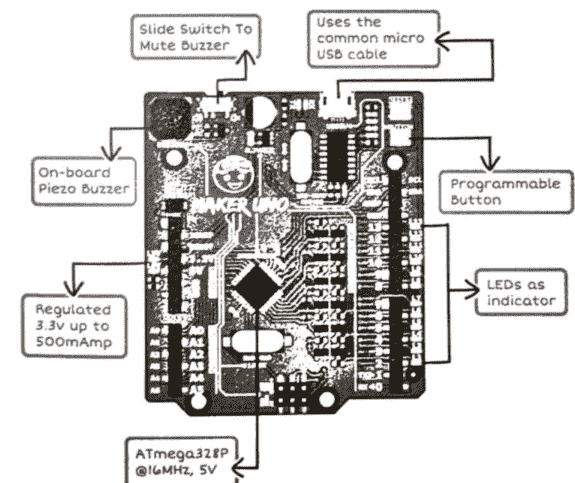 Slide Switch To
Mute Buzzer
Uses the
common micro
USB cable
On-board
Piezo Buzzer
Programmable
Button
MAKER UNO
Regulated
3.3v up to
500mAmp
LEDs as
indicator
ATmega328P
@16MHz, 5V